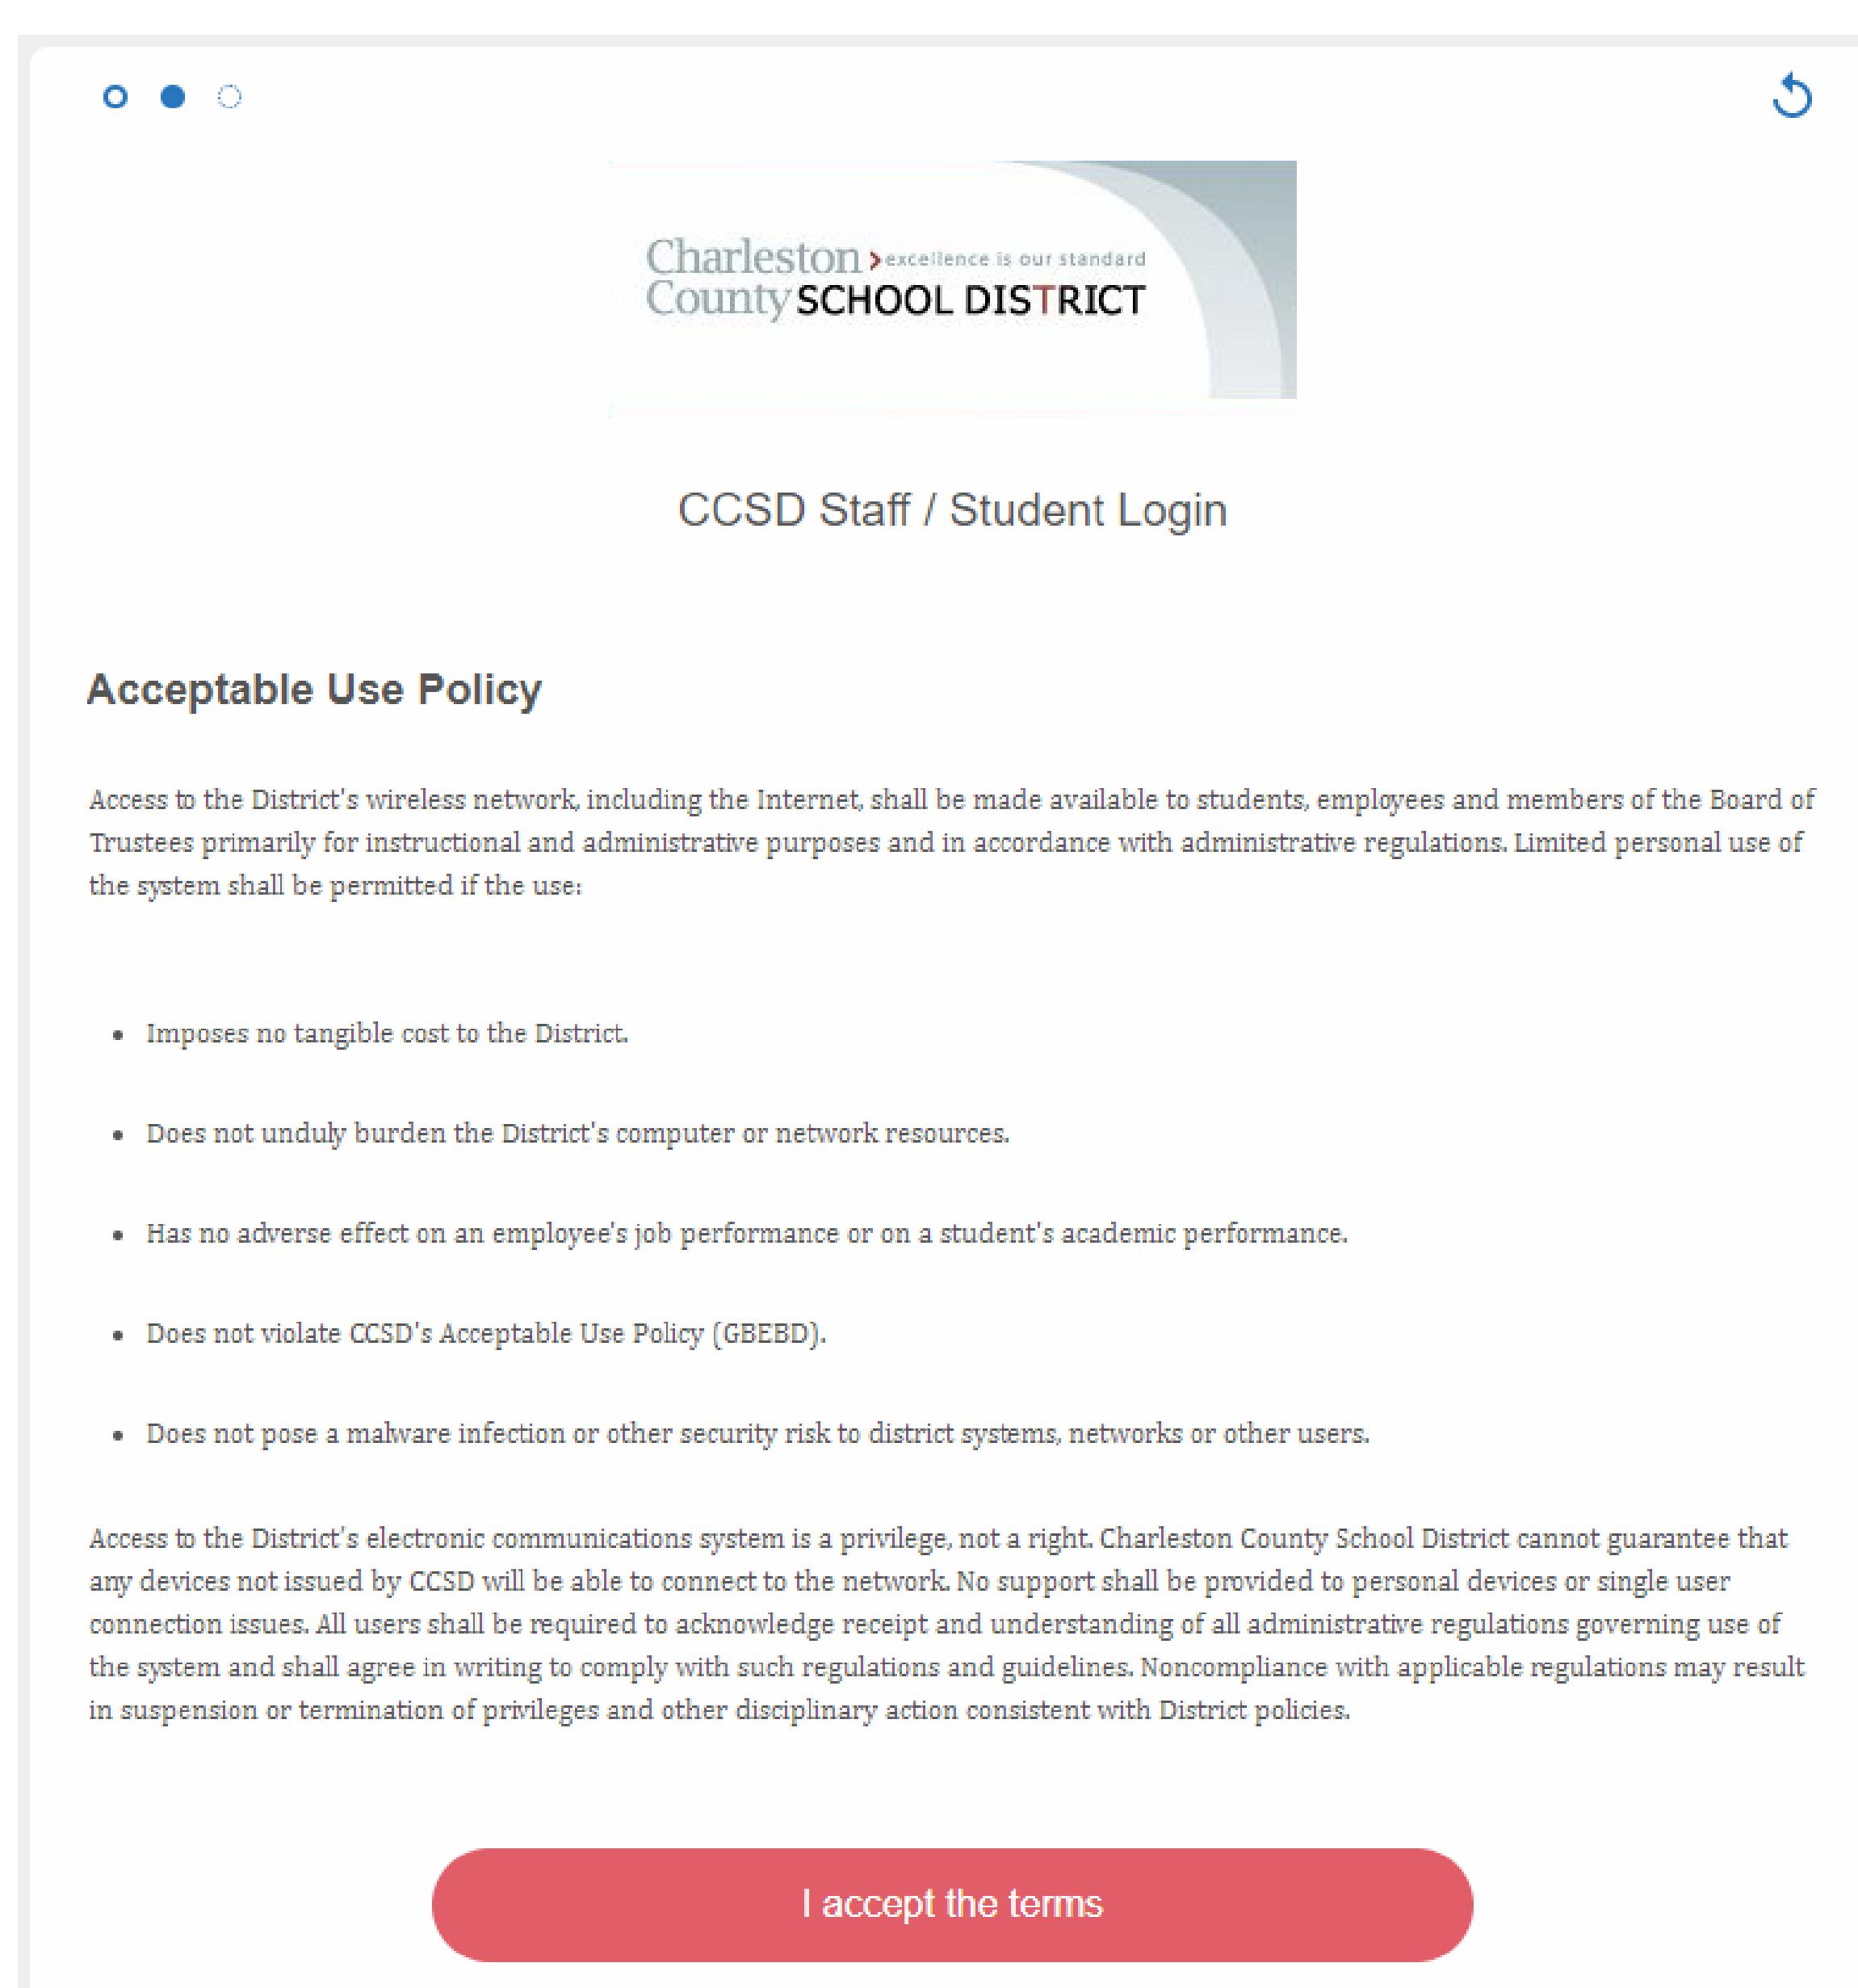 Charleston > excellence is our standard
County SCHOOL DISTRICT
CCSD Staff / Student Login
Acceptable Use Policy
Access to the District's wireless network, including the Internet, shall be made available to students, employees and members of the Board of
Trustees primarily for instructional and administrative purposes and in accordance with administrative regulations. Limited personal use of
the system shall be permitted if the use:
• Imposes no tangible cost to the District.
• Does not unduly burden the District's computer or network resources.
• Has no adverse effect on an employee's job performance or on a student's academic performance.
• Does not violate CCSD's Acceptable Use Policy (GBEBD).
• Does not pose a malware infection or other security risk to district systems, networks or other users.
Access to the District's electronic communications system is a privilege, not a right. Charleston County School District cannot guarantee that
any devices not issued by CCSD will be able to connect to the network. No support shall be provided to personal devices or single user
connection issues. All users shall be required to acknowledge receipt and understanding of all administrative regulations governing use of
the system and shall agree in writing to comply with such regulations and guidelines. Noncompliance with applicable regulations may result
in suspension or termination of privileges and other disciplinary action consistent with District policies.
I accept the terms